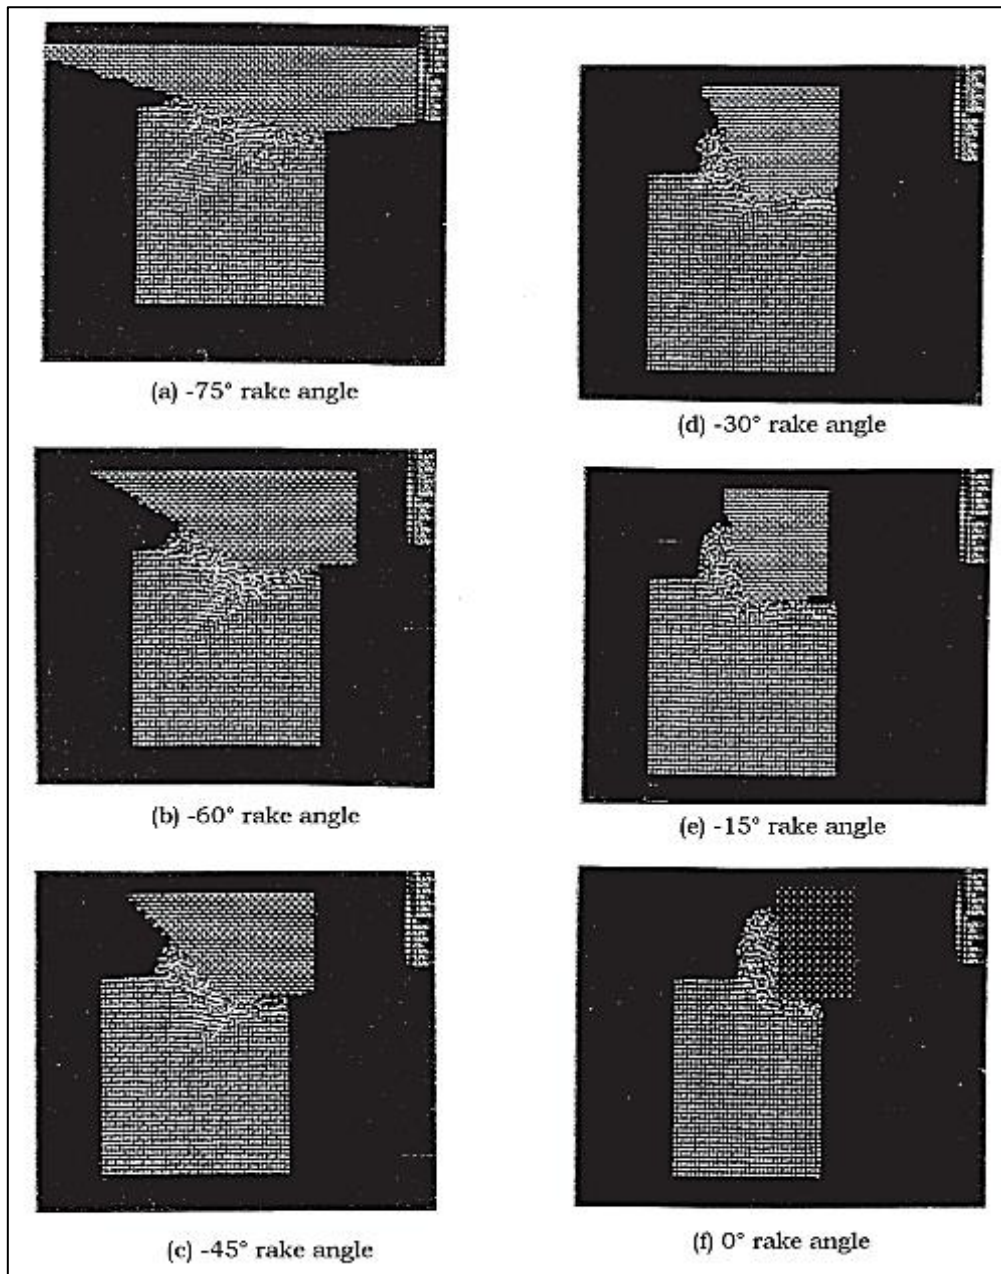 (a) -75° rake angle
(b) -60° rake angle
(c) -45° rake angle
(d) -30° rake angle
(e) -15° rake angle
(f) 0° rake angle